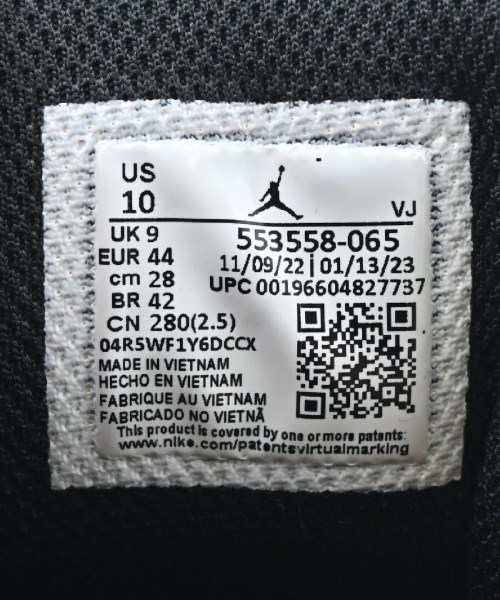 US
10
VJ
UK 9
EUR 44
cm 28
BR 42
CN 280(2.5)
553558-065
11/09/22 | 01/13/23
UPC 00196604827737
04R5WF1Y6DCCX
MADE IN VIETNAM
HECHO EN VIETNAM
FABRIQUE AU VIETNAM
FABRICADO NO VIETNÃ
This product is covered by one or more patents:
www.nike.com/patentsvirtualmarking